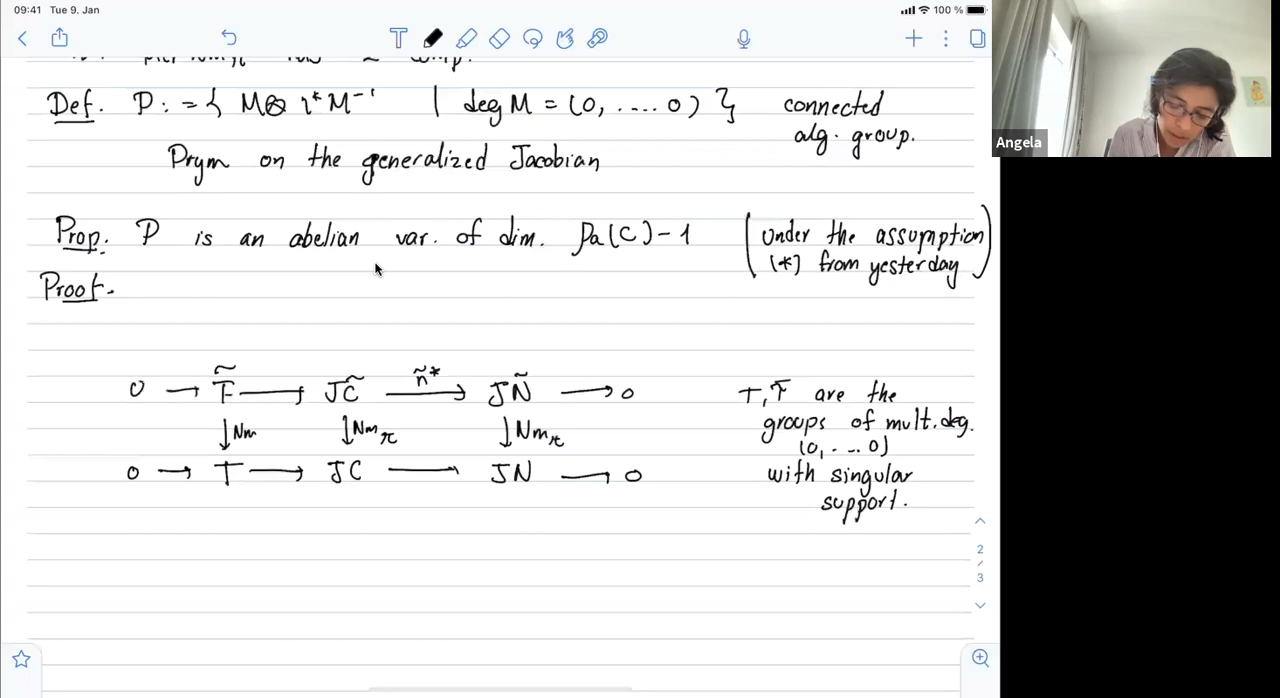 09:41 Tue 9. Jan
100 %
Def. P := { M ⊗ ι* M⁻¹ | deg M = (0, .... 0) } connected
alg. group.
Prym on the generalized Jacobian
Prop. P is an abelian var. of dim. Pa(C) - 1 (under the assumption
(*) from yesterday)
Proof.
0 → T̃ → JC̃ →ñ* JÑ → 0
↓Nm ↓Nm_π ↓Nm_π
0 → T → JC → JN → 0
T, T̃ are the
groups of mult. deg.
(0, .... 0)
with singular
support.
Angela
2
3